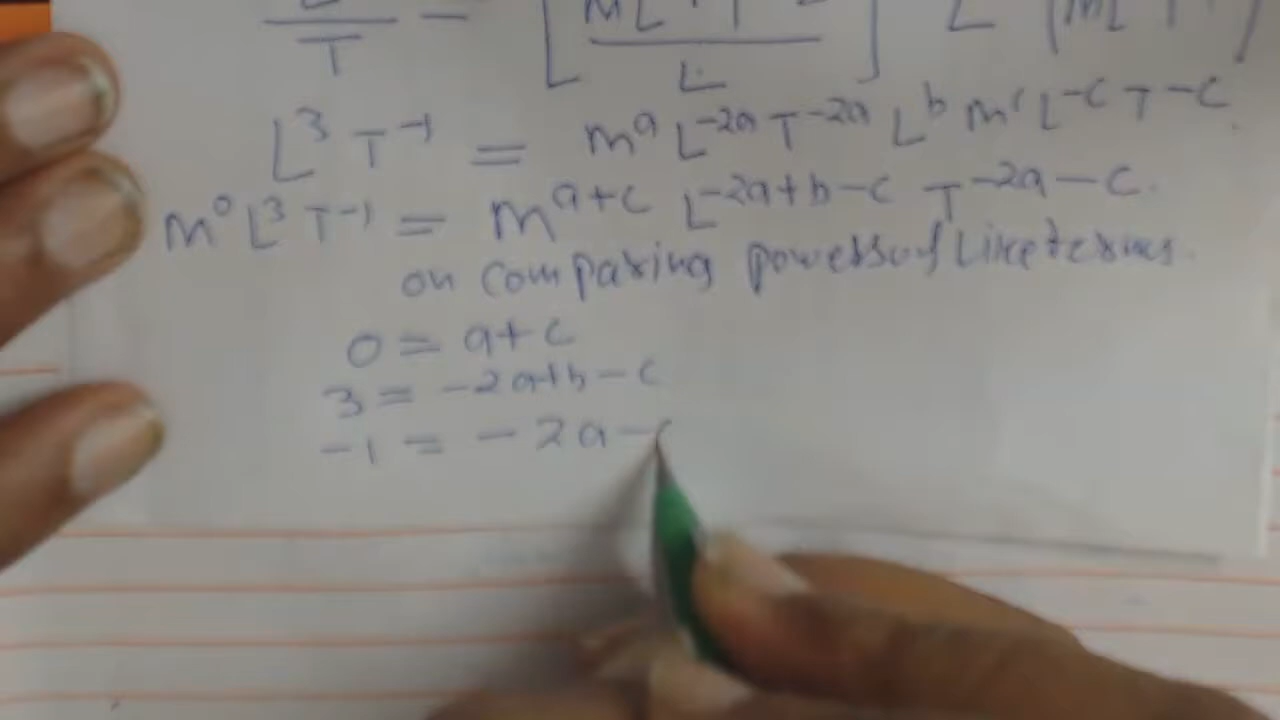 T - [ L ] L
L³ T⁻¹ = mᵃ L⁻²ᵃ T⁻²ᵃ Lᵇ mᶜ L⁻ᶜ T⁻ᶜ
m⁰ L³ T⁻¹ = mᵃ⁺ᶜ L⁻²ᵃ⁺ᵇ⁻ᶜ T⁻²ᵃ⁻ᶜ.
on comparing powers of Like terms.
0 = a+c
3 = -2a+b-c
-1 = -2a-c